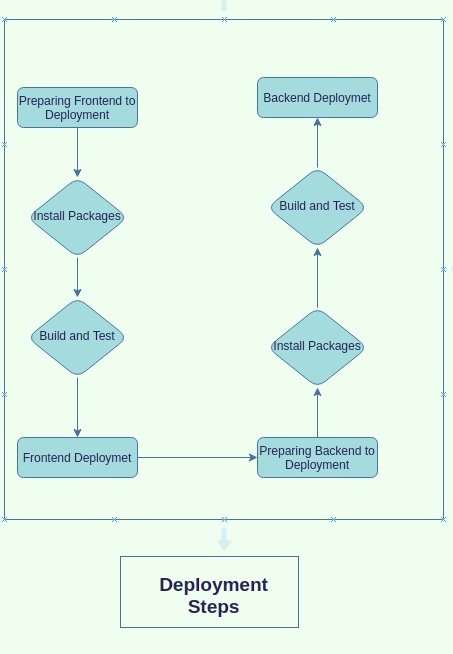 Preparing Frontend to
Deployment
Install Packages
Build and Test
Frontend Deploymet
Preparing Backend to
Deployment
Install Packages
Build and Test
Backend Deploymet
Deployment
Steps